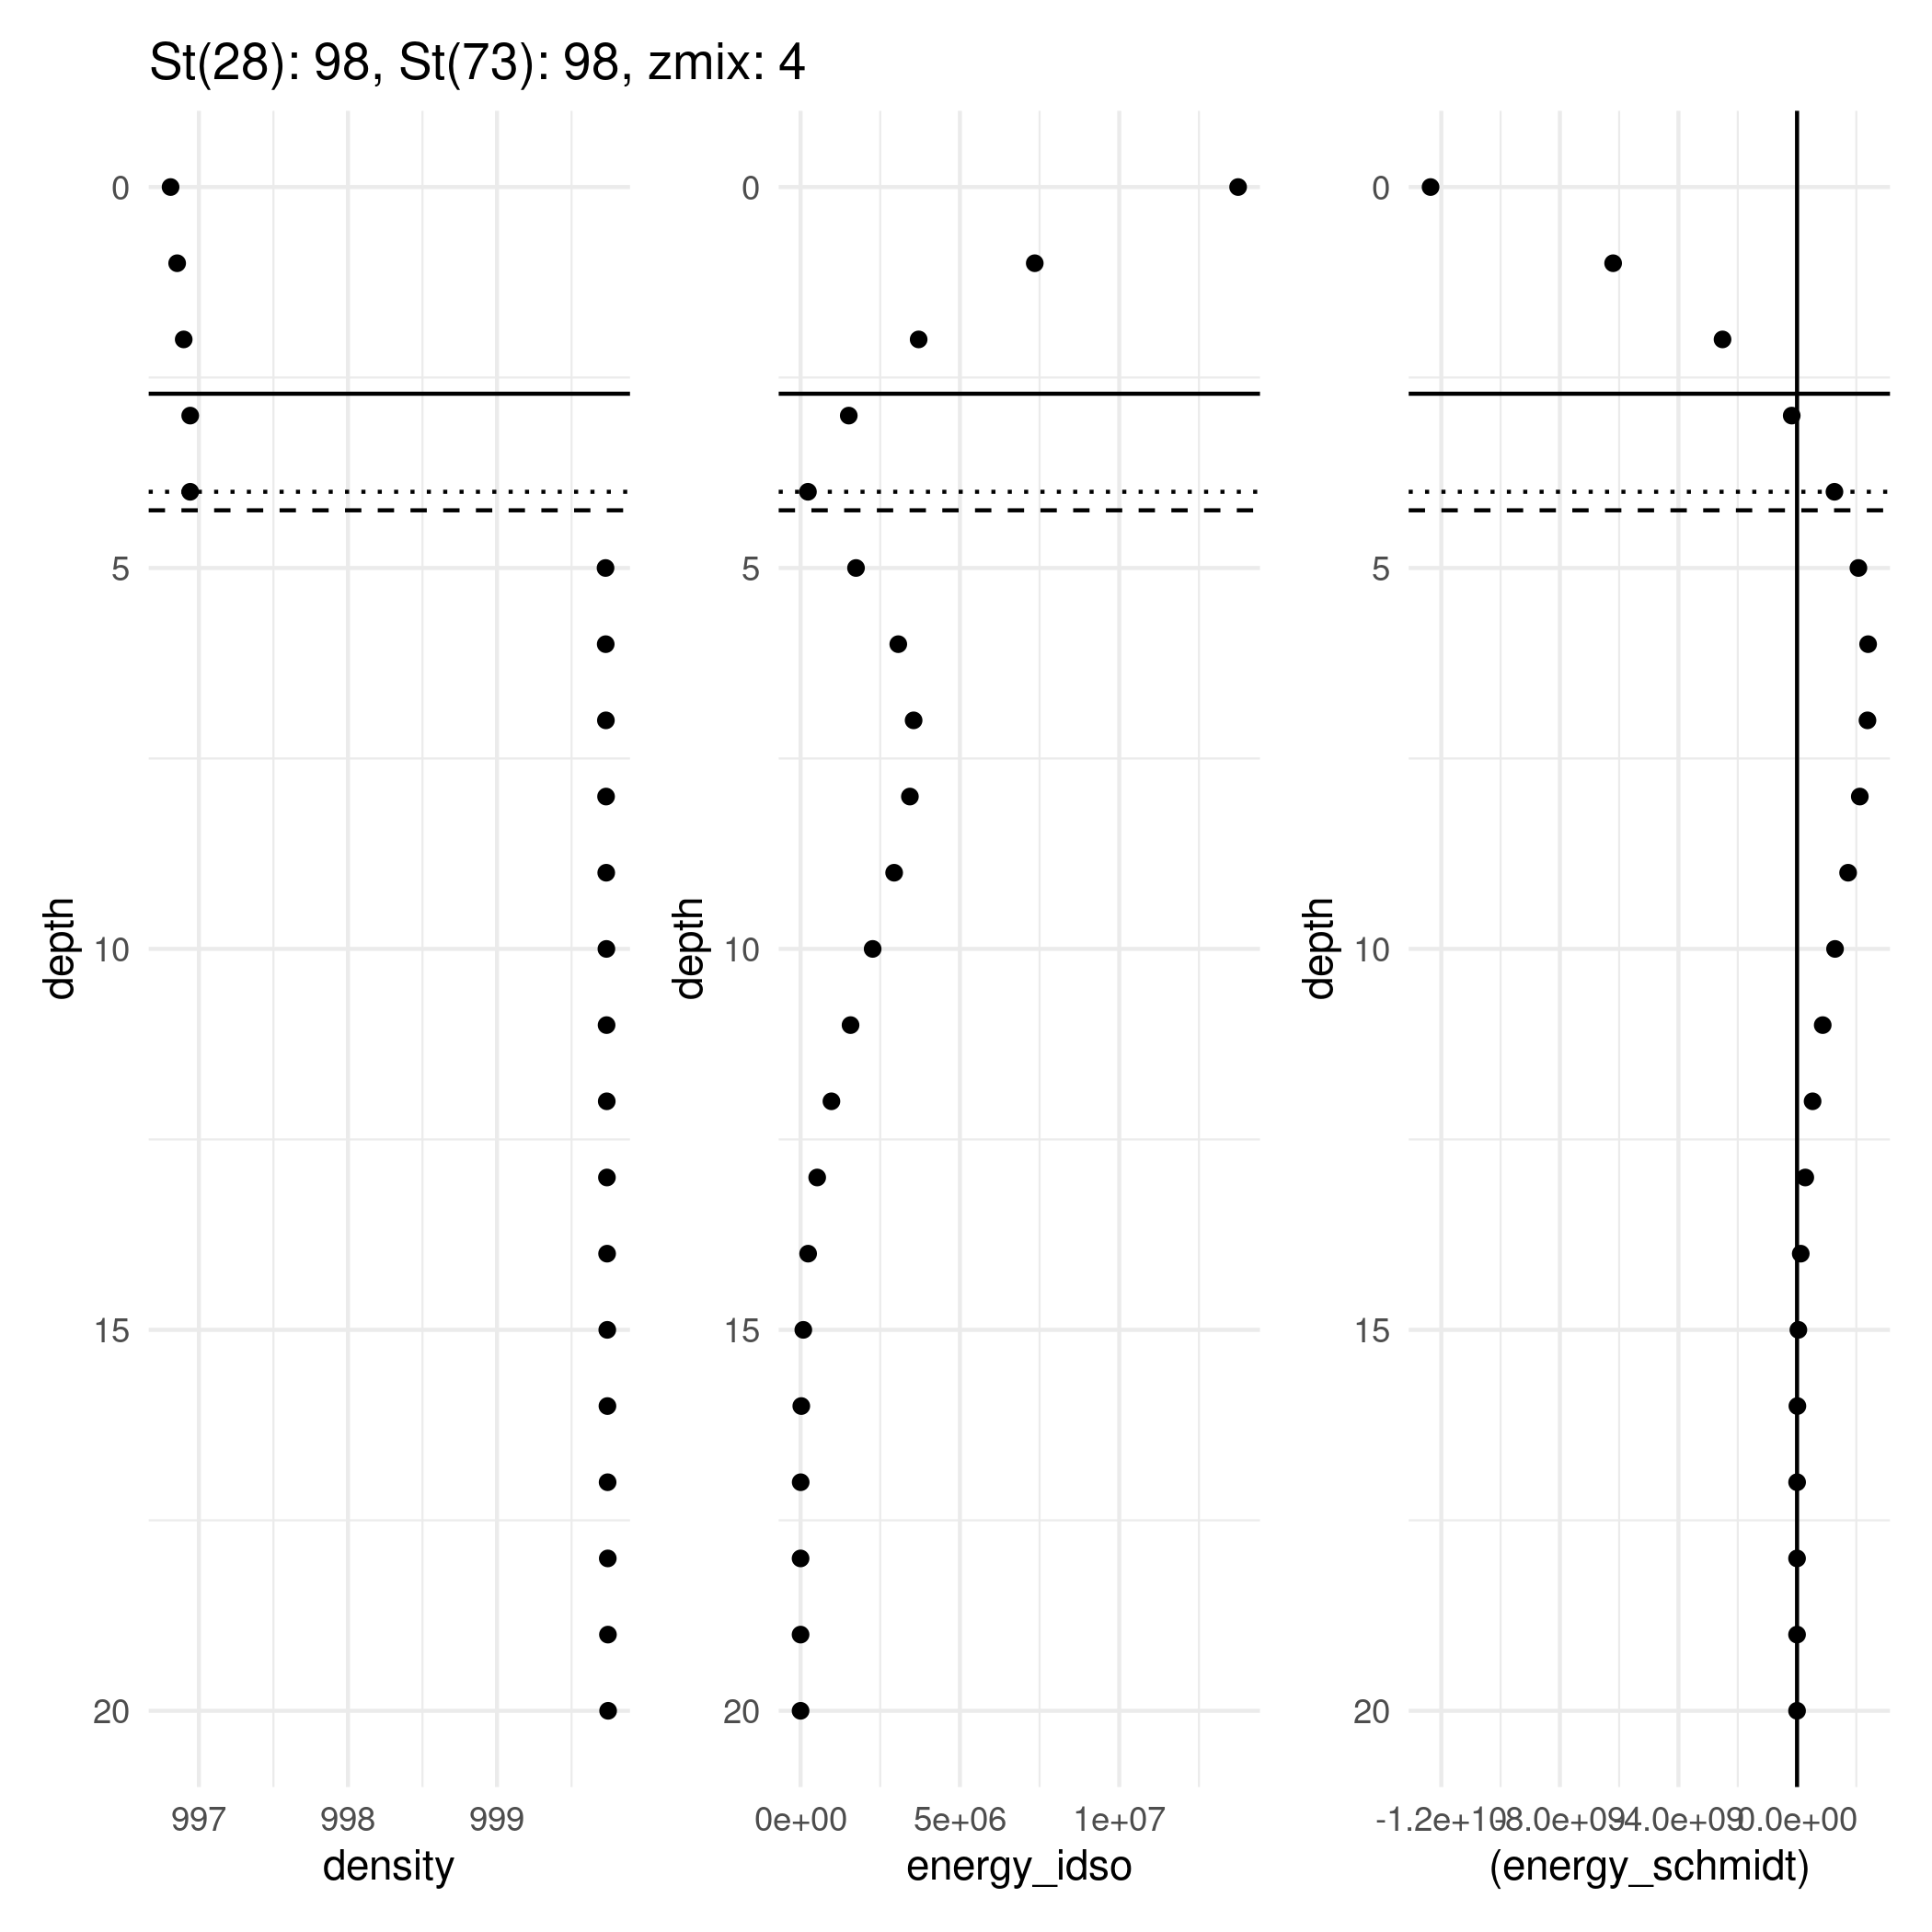 St(28): 98, St(73): 98, zmix: 4
0
5
10
15
20
depth
997 998 999
density
0
5
10
15
20
depth
0e+00 5e+06 1e+07
energy_idso
0
5
10
15
20
depth
-1.2e+10 -8.0e+09 -4.0e+09 0.0e+00
(energy_schmidt)